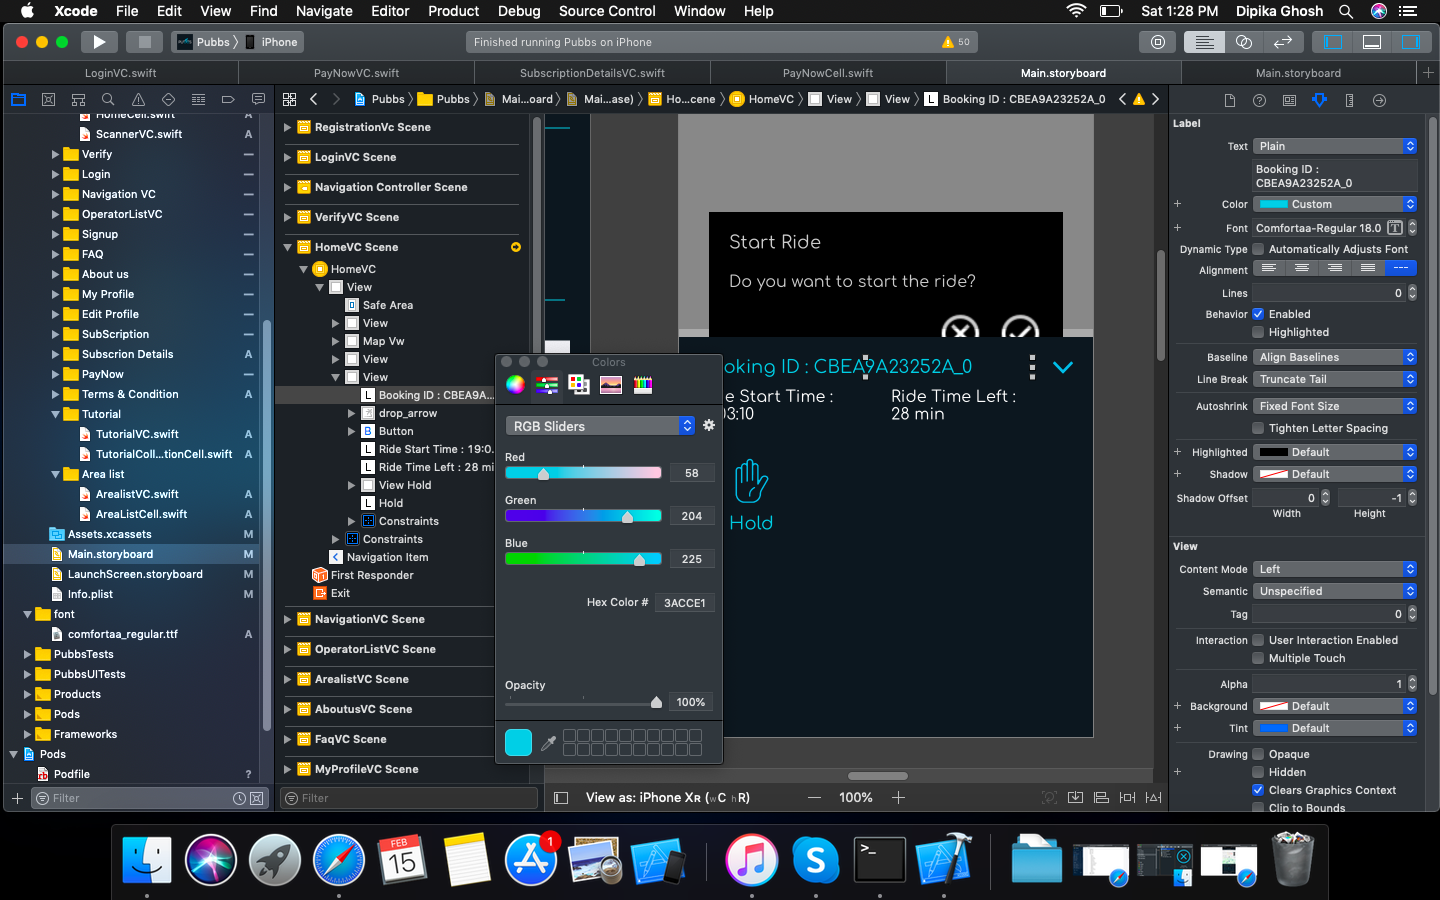 Xcode File Edit View Find Navigate Editor Product Debug Source Control Window Help Sat 1:28 PM Dipika Ghosh
Pubbs iPhone Finished running Pubbs on iPhone 50
LoginVC.swift PayNowVC.swift SubscriptionDetailsVC.swift PayNowCell.swift Main.storyboard Main.storyboard
Pubbs Pubbs Mai...oard Mai...ase) Ho...cene HomeVC View View L Booking ID : CBEA9A23252A_0
HomeCell.swift A
ScannerVC.swift A
Verify
Login
Navigation VC
OperatorListVC
Signup
FAQ
About us
My Profile
Edit Profile
SubScription
Subscrion Details
PayNow
Terms & Condition
Tutorial
TutorialVC.swift A
TutorialColl...tionCell.swift A
Area list
ArealistVC.swift A
AreaListCell.swift A
Assets.xcassets M
Main.storyboard M
LaunchScreen.storyboard M
Info.plist M
font
comfortaa_regular.ttf A
PubbsTests
PubbsUITests
Products
Pods
Frameworks
Pods
Podfile ?
Filter
RegistrationVc Scene
LoginVC Scene
Navigation Controller Scene
VerifyVC Scene
HomeVC Scene
HomeVC
View
Safe Area
View
Map Vw
View
View
L Booking ID : CBEA9A...
drop_arrow
B Button
L Ride Start Time : 19:0.
L Ride Time Left : 28 mi
View Hold
L Hold
Constraints
Constraints
Navigation Item
First Responder
Exit
NavigationVC Scene
OperatorListVC Scene
ArealistVC Scene
AboutusVC Scene
FaqVC Scene
MyProfileVC Scene
Filter
Start Ride
Do you want to start the ride?
ooking ID : CBEA9A23252A_0
e Start Time :
03:10
Ride Time Left :
28 min
Hold
Colors
RGB Sliders
Red
58
Green
204
Blue
225
Hex Color # 3ACCE1
Opacity
100%
View as: iPhone XR (wC hR) 100%
Label
Text Plain
Booking ID :
CBEA9A23252A_0
Color Custom
Font Comfortaa-Regular 18.0
Dynamic Type Automatically Adjusts Font
Alignment
Lines 0
Behavior Enabled
Highlighted
Baseline Align Baselines
Line Break Truncate Tail
Autoshrink Fixed Font Size
Tighten Letter Spacing
Highlighted Default
Shadow Default
Shadow Offset 0 -1
Width Height
View
Content Mode Left
Semantic Unspecified
Tag 0
Interaction User Interaction Enabled
Multiple Touch
Alpha 1
Background Default
Tint Default
Drawing Opaque
Hidden
Clears Graphics Context
Clip to Bounds
FEB
15
1
>_